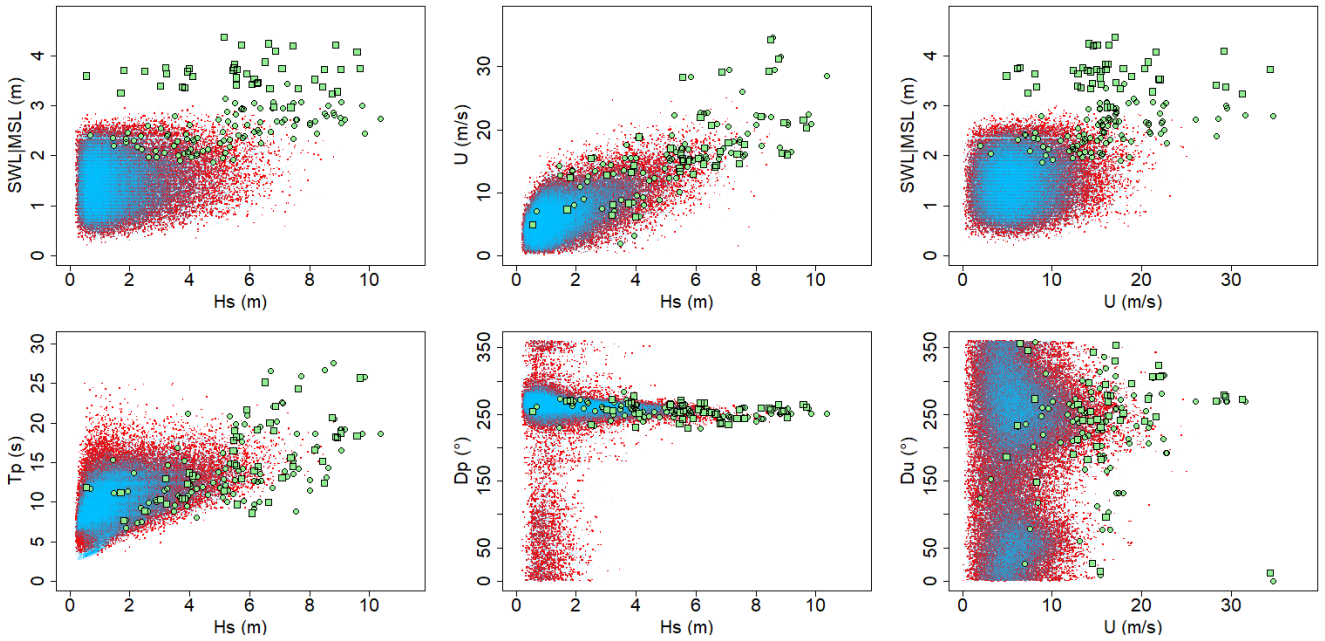 SWL|MSL (m)
0 1 2 3 4
0 2 4 6 8 10
Hs (m)
U (m/s)
0 10 20 30
0 2 4 6 8 10
Hs (m)
SWL|MSL (m)
0 1 2 3 4
0 10 20 30
U (m/s)
Tp (s)
0 5 10 15 20 25 30
0 2 4 6 8 10
Hs (m)
Dp (°)
0 50 150 250 350
0 2 4 6 8 10
Hs (m)
Du (°)
0 50 150 250 350
0 10 20 30
U (m/s)